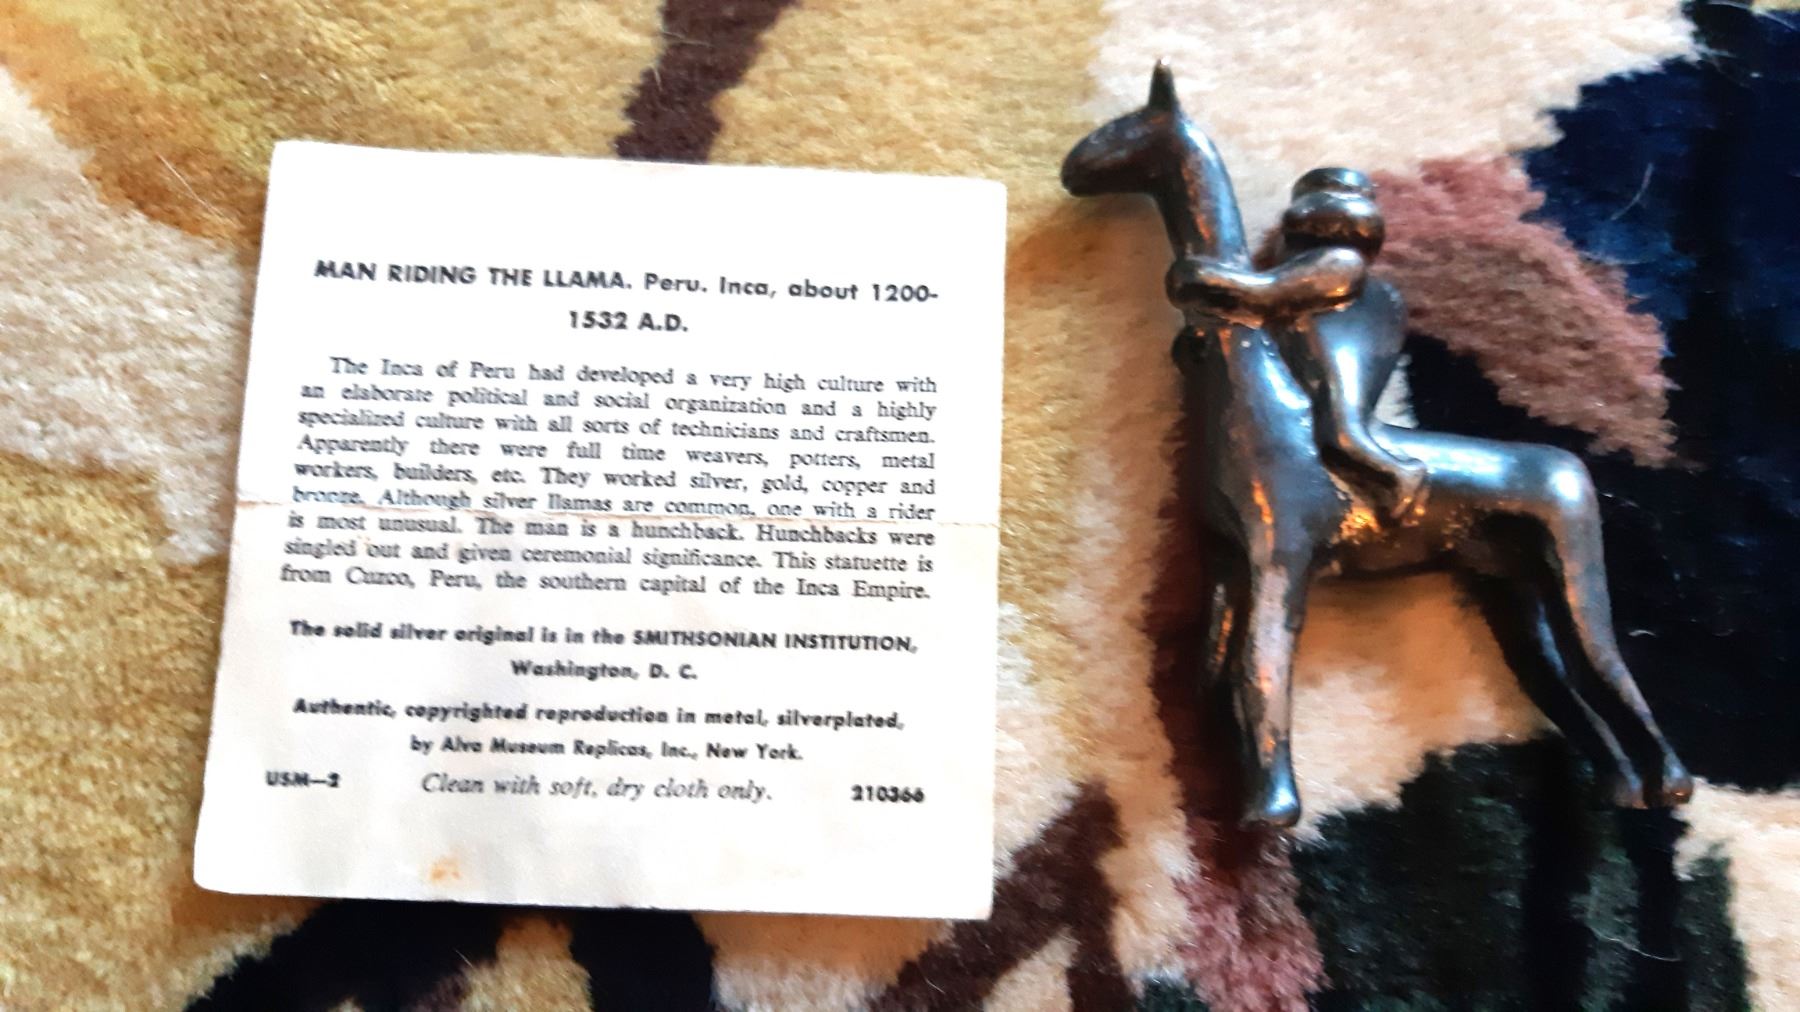 MAN RIDING THE LLAMA. Peru. Inca, about 1200-
1532 A.D.
The Inca of Peru had developed a very high culture with
an elaborate political and social organization and a highly
specialized culture with all sorts of technicians and craftsmen.
Apparently there were full time weavers, potters, metal
workers, builders, etc. They worked silver, gold, copper and
bronze. Although silver llamas are common, one with a rider
is most unusual. The man is a hunchback. Hunchbacks were
singled out and given ceremonial significance. This statuette is
from Cuzco, Peru, the southern capital of the Inca Empire.
The solid silver original is in the SMITHSONIAN INSTITUTION,
Washington, D. C.
Authentic, copyrighted reproduction in metal, silverplated,
by Alva Museum Replicas, Inc., New York.
USM—2 Clean with soft, dry cloth only. 210366